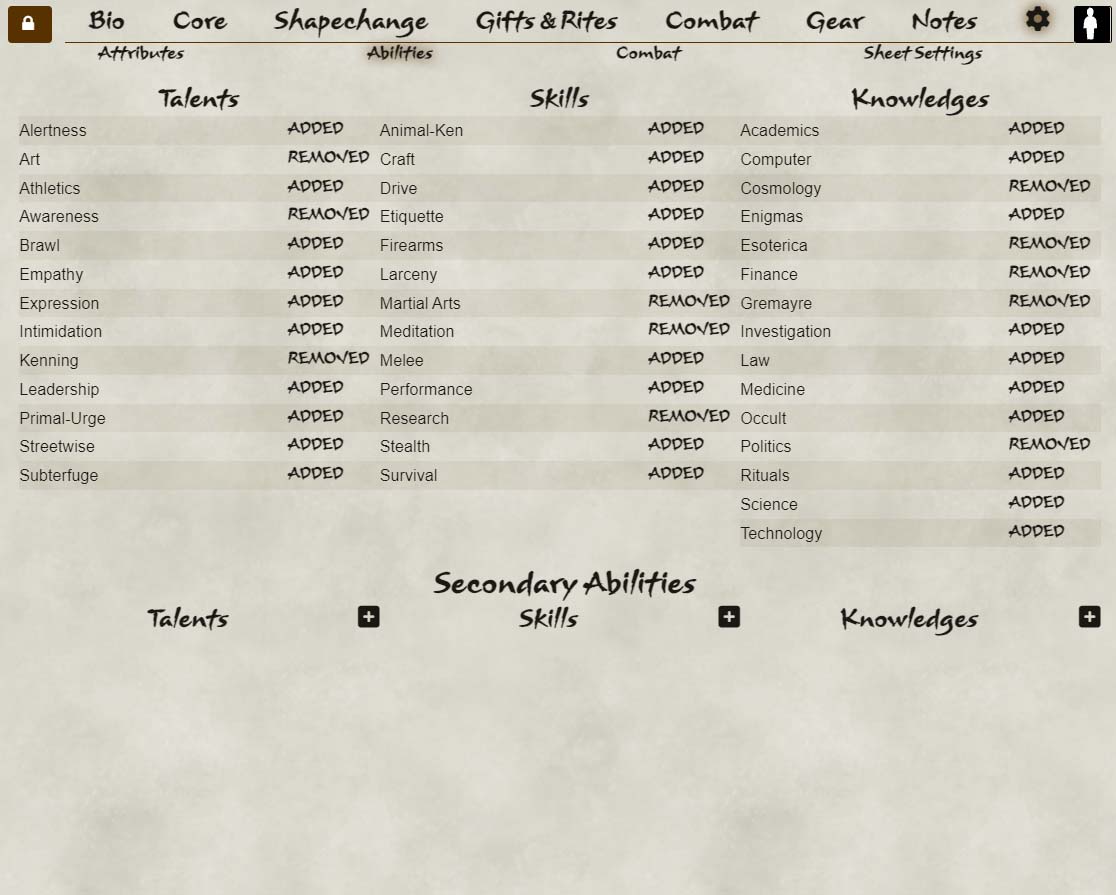 Bio Core Shapechange Gifts & Rites Combat Gear Notes
Attributes Abilities Combat Sheet Settings
Talents Skills Knowledges
Alertness ADDED Animal-Ken ADDED Academics ADDED
Art REMOVED Craft ADDED Computer ADDED
Athletics ADDED Drive ADDED Cosmology REMOVED
Awareness REMOVED Etiquette ADDED Enigmas ADDED
Brawl ADDED Firearms ADDED Esoterica REMOVED
Empathy ADDED Larceny ADDED Finance REMOVED
Expression ADDED Martial Arts REMOVED Gremayre REMOVED
Intimidation ADDED Meditation REMOVED Investigation ADDED
Kenning REMOVED Melee ADDED Law ADDED
Leadership ADDED Performance ADDED Medicine ADDED
Primal-Urge ADDED Research REMOVED Occult ADDED
Streetwise ADDED Stealth ADDED Politics REMOVED
Subterfuge ADDED Survival ADDED Rituals ADDED
Science ADDED
Technology ADDED
Secondary Abilities
Talents Skills Knowledges